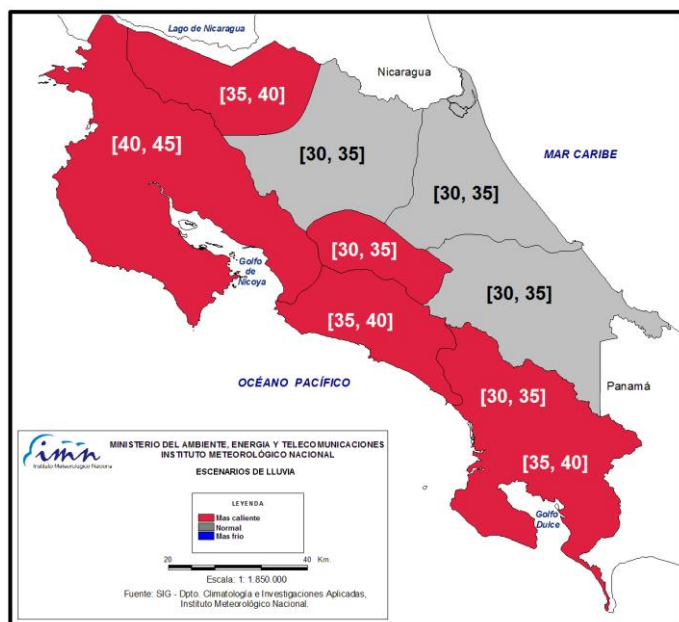 Lago de Nicaragua
Nicaragua
[35, 40]
[40, 45]
[30, 35]
MAR CARIBE
[30, 35]
[30, 35]
Golfo
de
Nicoya
[30, 35]
[35, 40]
OCÉANO PACÍFICO
Panamá
[30, 35]
[35, 40]
Golfo
Dulce
imn
Instituto Meteorológico Nacional
MINISTERIO DEL AMBIENTE, ENERGIA Y TELECOMUNICACIONES
INSTITUTO METEOROLÓGICO NACIONAL
ESCENARIOS DE LLUVIA
LEYENDA
Mas caliente
Normal
Mas frio
20 40 Km.
Escala: 1: 1.850.000
Fuente: SIG - Dpto. Climatología e Investigaciones Aplicadas,
Instituto Meteorológico Nacional.